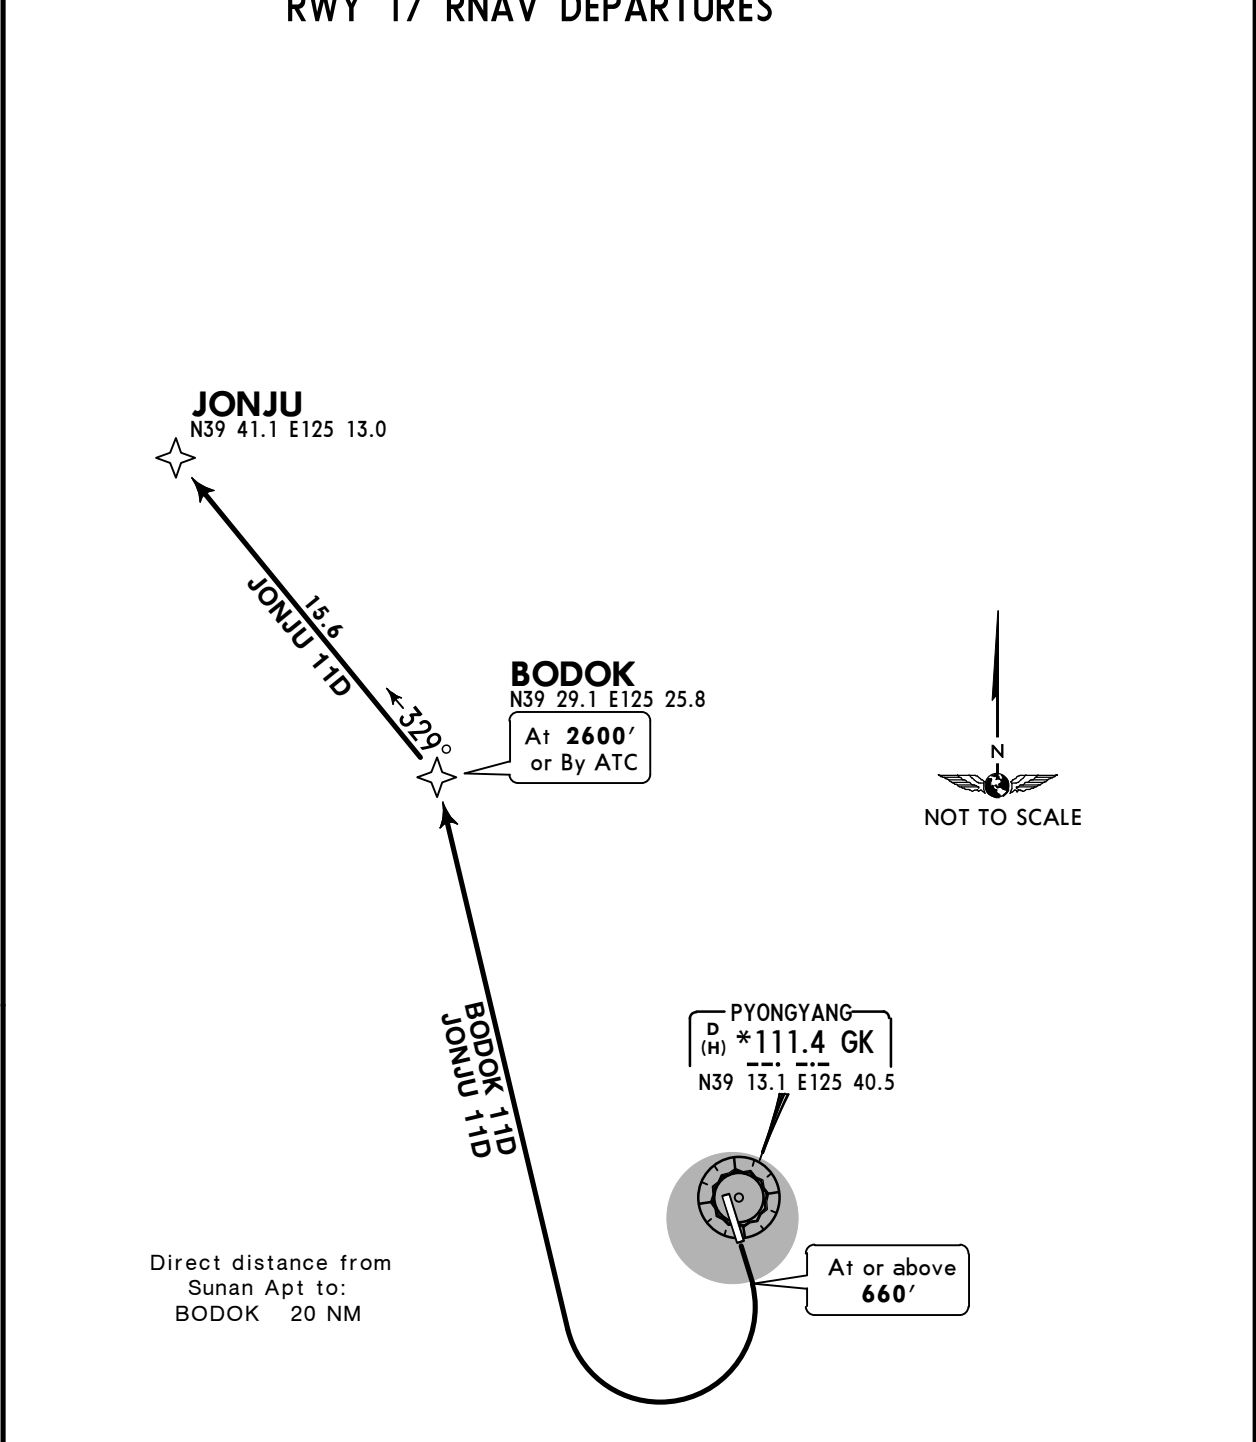 RWY 17 RNAV DEPARTURES
JONJU
N39 41.1 E125 13.0
15.6
JONJU 11D
329°
BODOK
N39 29.1 E125 25.8
At 2600'
or By ATC
N
NOT TO SCALE
BODOK 11D
JONJU 11D
PYONGYANG
D
(H) *111.4 GK
N39 13.1 E125 40.5
At or above
660'
Direct distance from
Sunan Apt to:
BODOK 20 NM